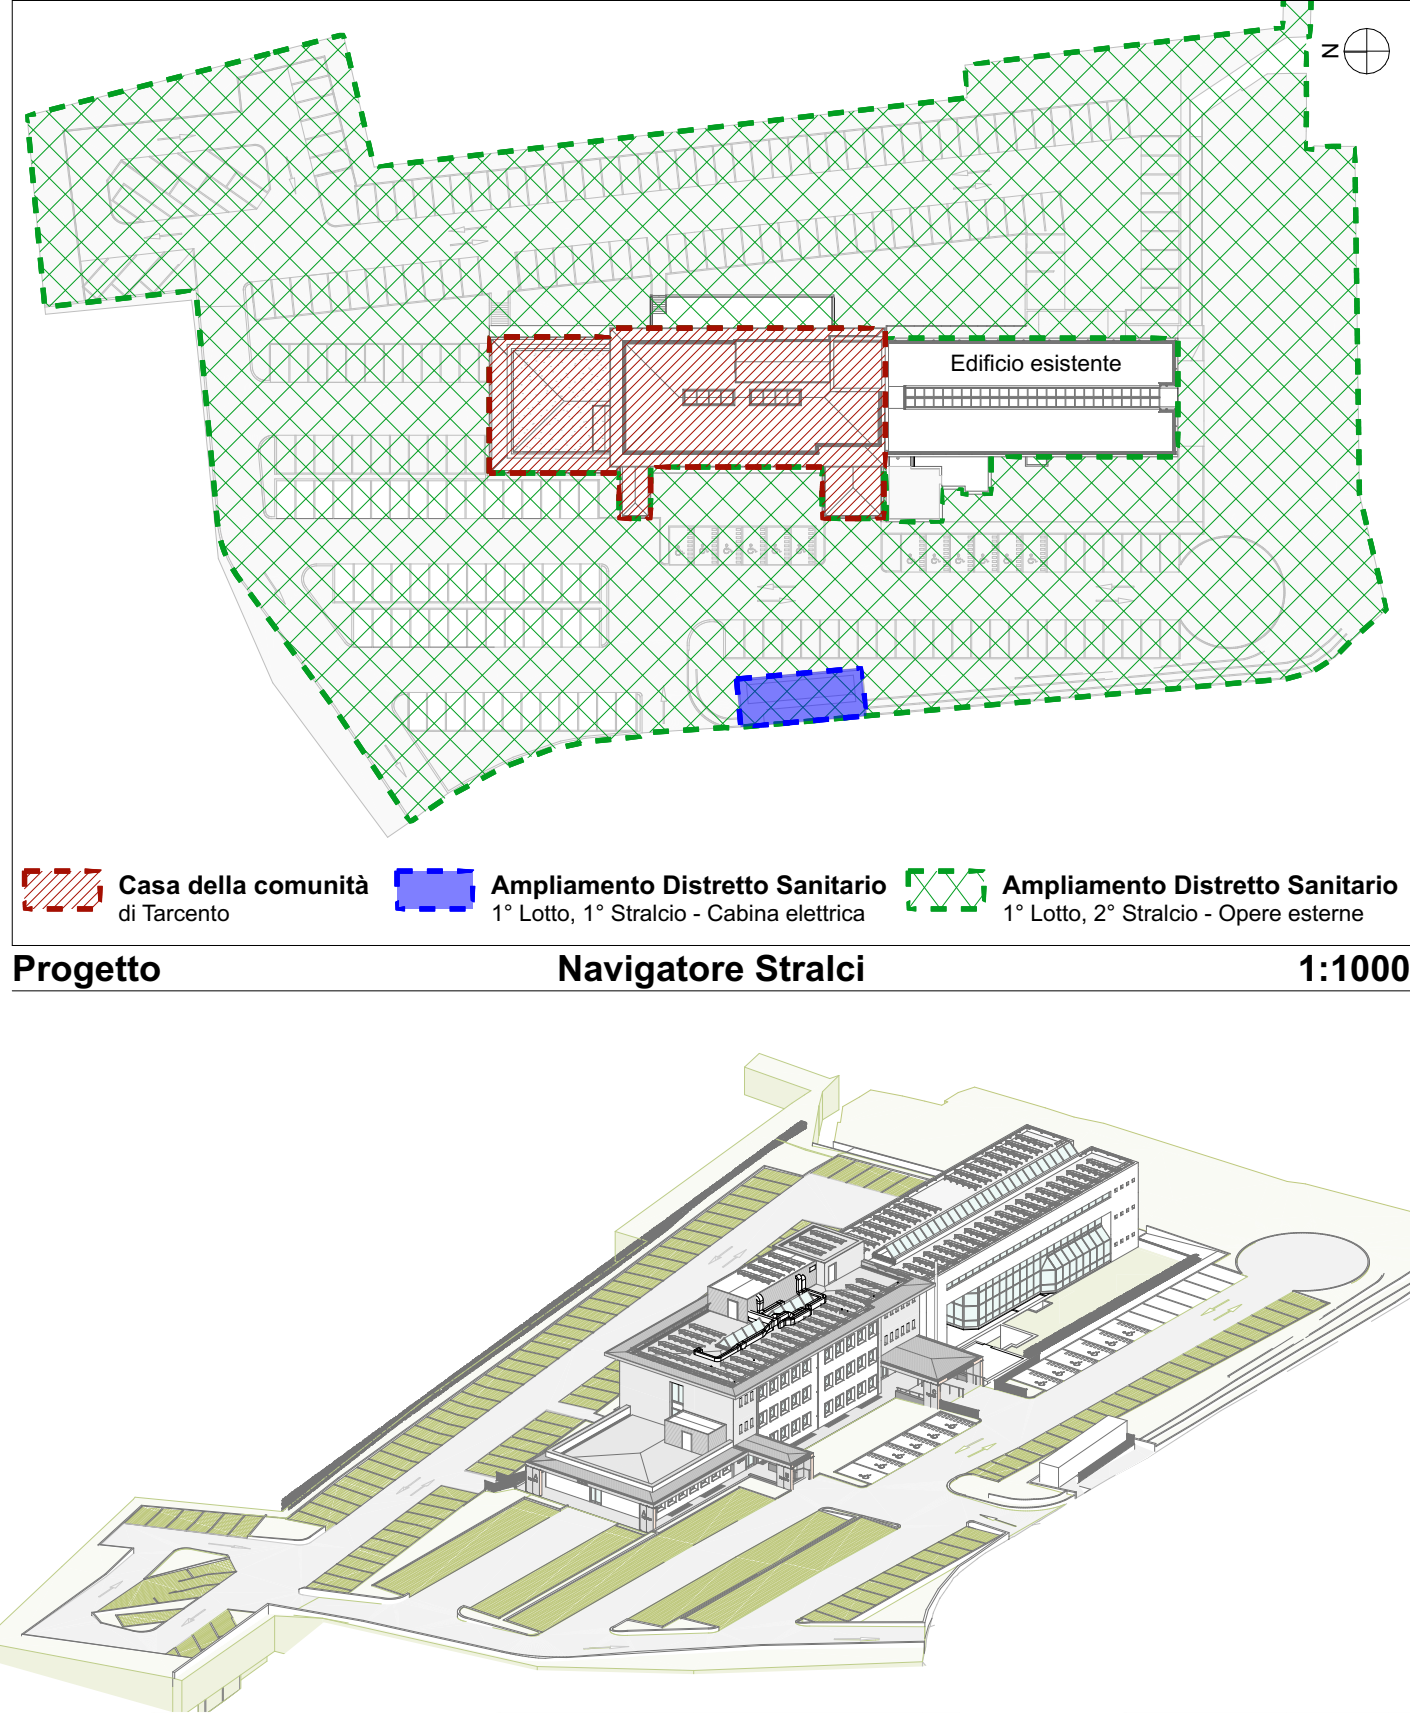 N
Edificio esistente
Casa della comunità
di Tarcento
Ampliamento Distretto Sanitario
1° Lotto, 1° Stralcio - Cabina elettrica
Ampliamento Distretto Sanitario
1° Lotto, 2° Stralcio - Opere esterne
Progetto Navigatore Stralci 1:1000